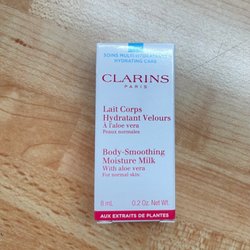 SOINS MULTI-HYDRATANTS
HYDRATING CARE
CLARINS
PARIS
Lait Corps
Hydratant Velours
A l'aloe vera
Peaux normales
Body-Smoothing
Moisture Milk
With aloe vera
For normal skin
8 mL 0.2 Oz. Net Wt.
AUX EXTRAITS DE PLANTES